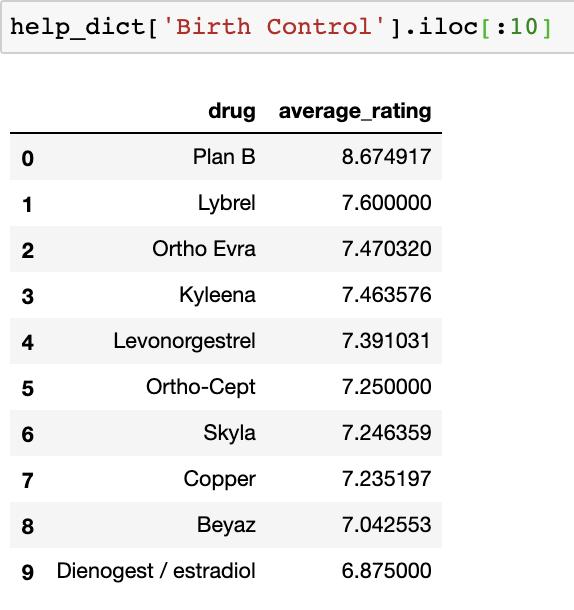 help_dict['Birth Control'].iloc[:10]
drug average_rating
0 Plan B 8.674917
1 Lybrel 7.600000
2 Ortho Evra 7.470320
3 Kyleena 7.463576
4 Levonorgestrel 7.391031
5 Ortho-Cept 7.250000
6 Skyla 7.246359
7 Copper 7.235197
8 Beyaz 7.042553
9 Dienogest / estradiol 6.875000